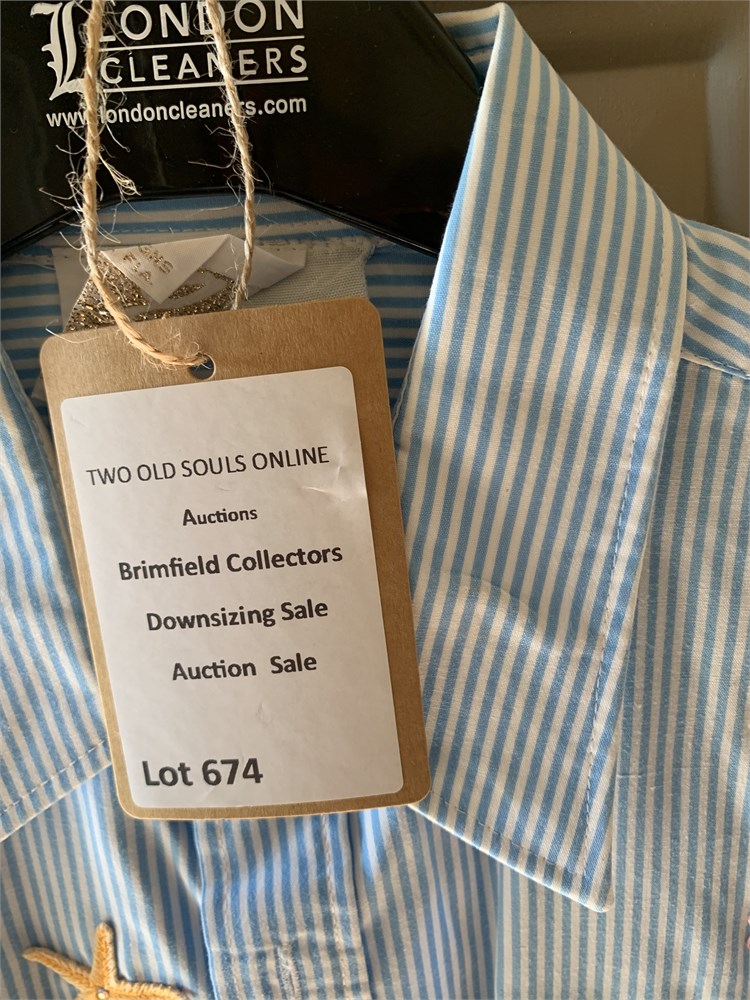 LONDON
CLEANERS
www.londoncleaners.com
TWO OLD SOULS ONLINE
Auctions
Brimfield Collectors
Downsizing Sale
Auction Sale
Lot 674